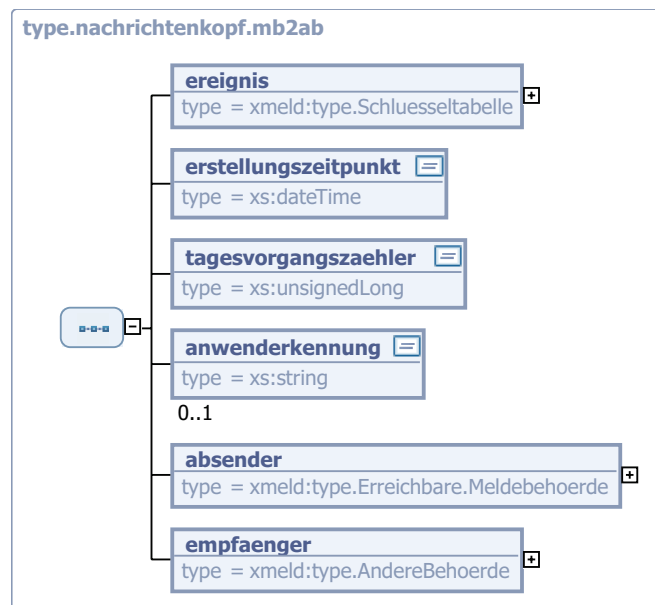 type.nachrichtenkopf.mb2ab
ereignis
type = xmeld:type.Schluesseltabelle
erstellungszeitpunkt
type = xs:dateTime
tagesvorgangszaehler
type = xs:unsignedLong
anwenderkennung
type = xs:string
0..1
absender
type = xmeld:type.Erreichbare.Meldebehoerde
empfaenger
type = xmeld:type.AndereBehoerde